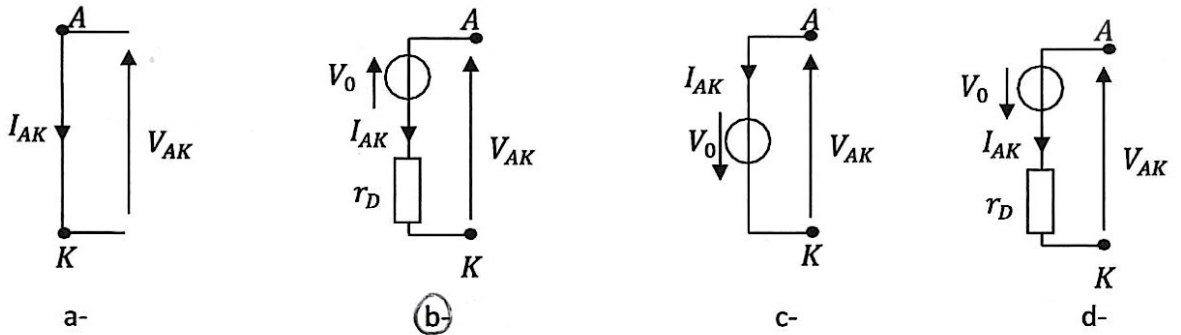 A
I_AK
V_AK
K
a-
A
V_0
I_AK
V_AK
r_D
K
b-
A
I_AK
V_0
V_AK
K
c-
A
V_0
I_AK
V_AK
r_D
K
d-